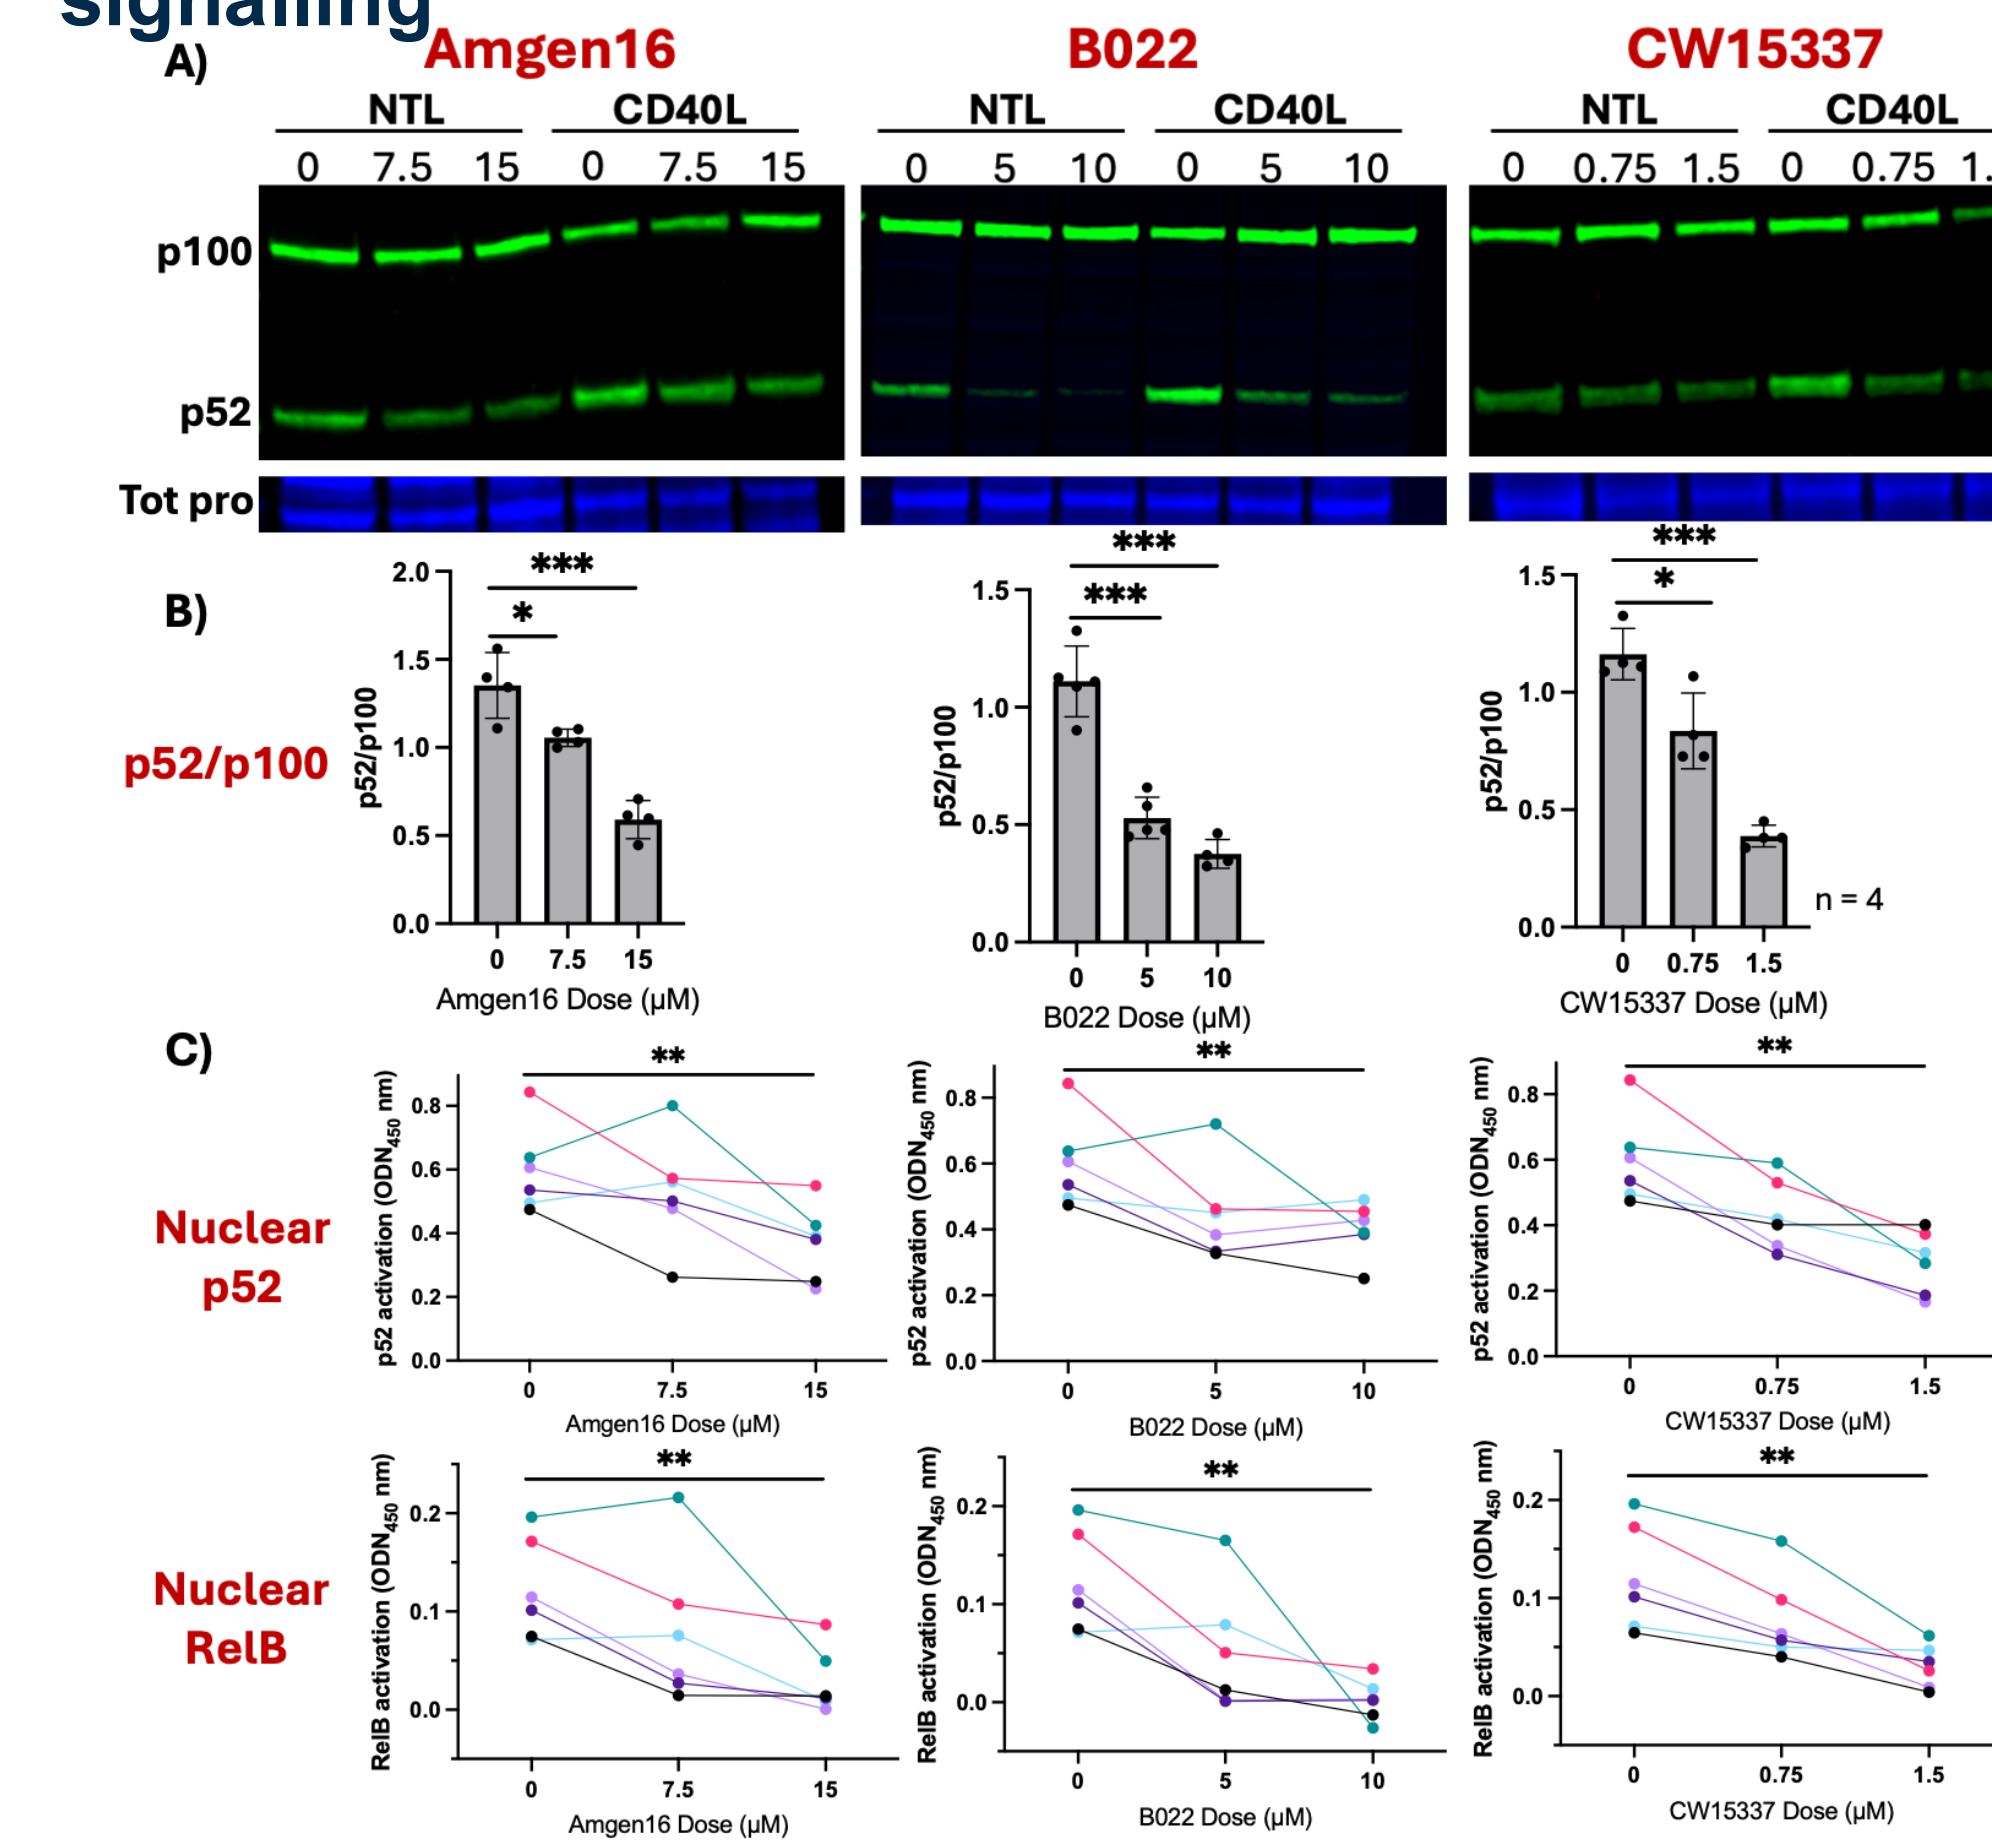 signalling
A)
Amgen16 B022 CW15337
NTL CD40L NTL CD40L NTL CD40L
0 7.5 15 0 7.5 15 0 5 10 0 5 10 0 0.75 1.5 0 0.75 1.
p100
p52
Tot pro
B)
p52/p100
*** 
*
p52/p100
2.0
1.5
1.0
0.5
0.0
0 7.5 15
Amgen16 Dose (µM)
***
***
p52/p100
1.5
1.0
0.5
0.0
0 5 10
B022 Dose (µM)
***
*
p52/p100
1.5
1.0
0.5
0.0
0 0.75 1.5
CW15337 Dose (µM)
n = 4
C)
Nuclear
p52
**
p52 activation (ODN450 nm)
0.8
0.6
0.4
0.2
0.0
0 7.5 15
Amgen16 Dose (µM)
**
p52 activation (ODN450 nm)
0.8
0.6
0.4
0.2
0.0
0 5 10
B022 Dose (µM)
**
p52 activation (ODN450 nm)
0.8
0.6
0.4
0.2
0.0
0 0.75 1.5
CW15337 Dose (µM)
Nuclear
RelB
**
RelB activation (ODN450 nm)
0.2
0.1
0.0
0 7.5 15
Amgen16 Dose (µM)
**
RelB activation (ODN450 nm)
0.2
0.1
0.0
0 5 10
B022 Dose (µM)
**
RelB activation (ODN450 nm)
0.2
0.1
0.0
0 0.75 1.5
CW15337 Dose (µM)